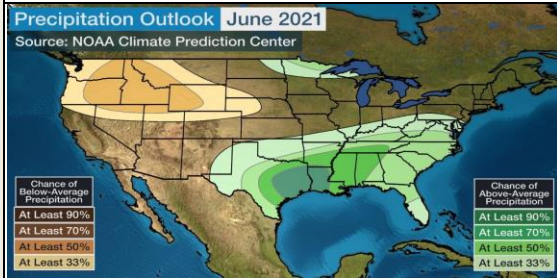 Precipitation Outlook June 2021
Source: NOAA Climate Prediction Center
Chance of
Below-Average
Precipitation
At Least 90%
At Least 70%
At Least 50%
At Least 33%
Chance of
Above-Average
Precipitation
At Least 90%
At Least 70%
At Least 50%
At Least 33%